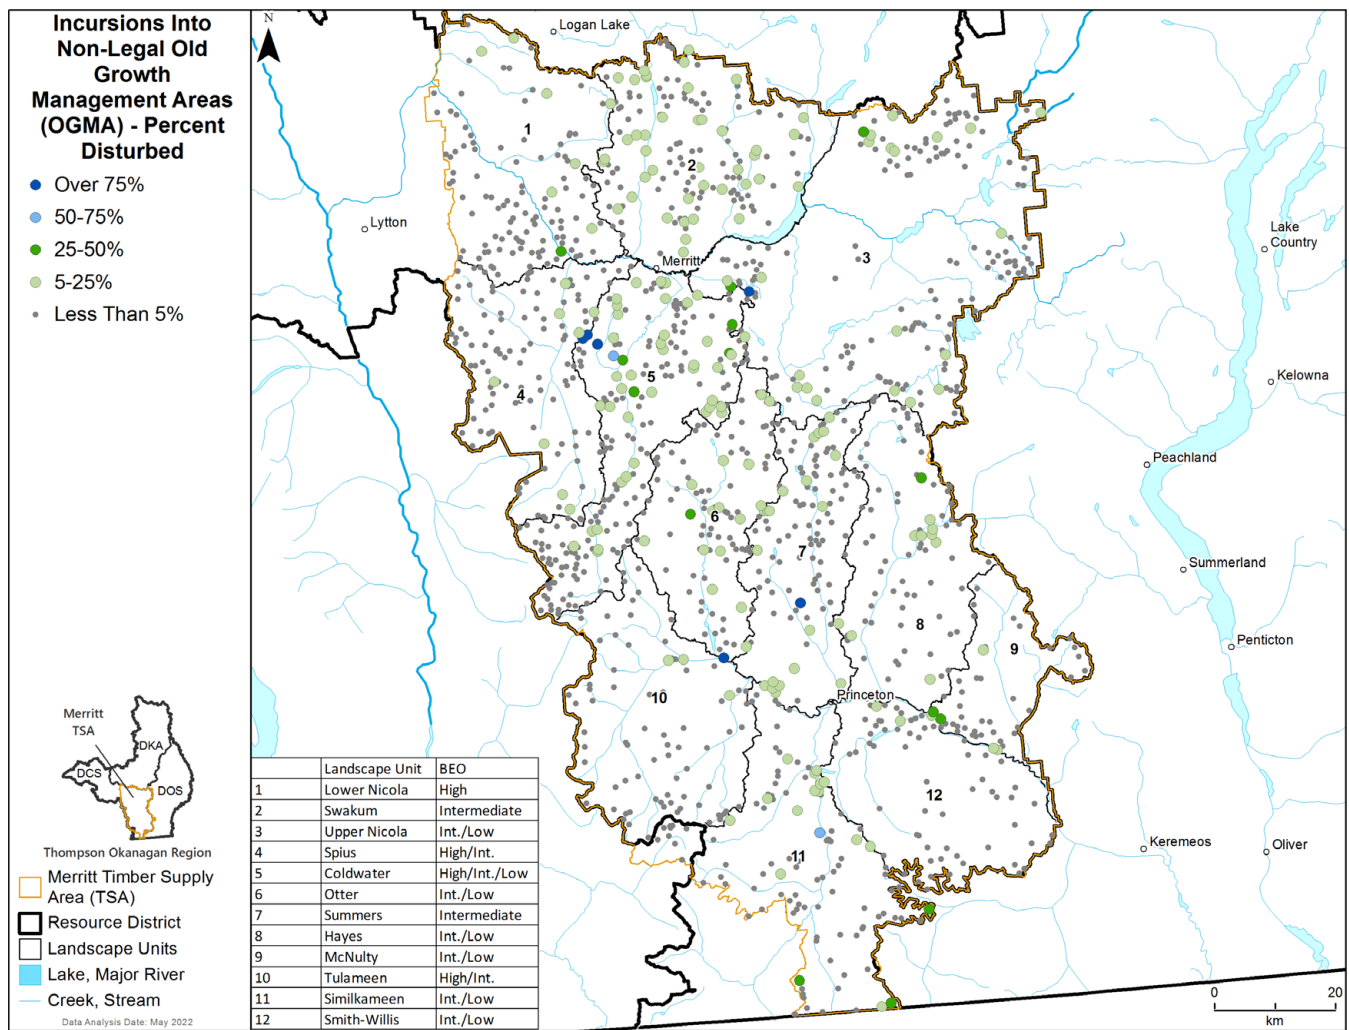 Incursions Into
Non-Legal Old
Growth
Management Areas
(OGMA) - Percent
Disturbed
Over 75%
50-75%
25-50%
5-25%
Less Than 5%
Merritt
TSA
DKA
DCS
DOS
Thompson Okanagan Region
Merritt Timber Supply
Area (TSA)
Resource District
Landscape Units
Lake, Major River
Creek, Stream
Data Analysis Date: May 2022
N
Logan Lake
1
2
Lytton
Lake
Country
Merritt
3
Kelowna
5
4
Peachland
6
7
Summerland
8
9
Penticton
10
Princeton
12
Keremeos
Oliver
11
Landscape Unit BEO
1 Lower Nicola High
2 Swakum Intermediate
3 Upper Nicola Int./Low
4 Spius High/Int.
5 Coldwater High/Int./Low
6 Otter Int./Low
7 Summers Intermediate
8 Hayes Int./Low
9 McNulty Int./Low
10 Tulameen High/Int.
11 Similkameen Int./Low
12 Smith-Willis Int./Low
0 10 20
km